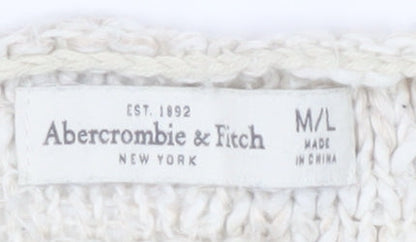 EST. 1892
Abercrombie & Fitch
NEW YORK
M/L
MADE
IN CHINA